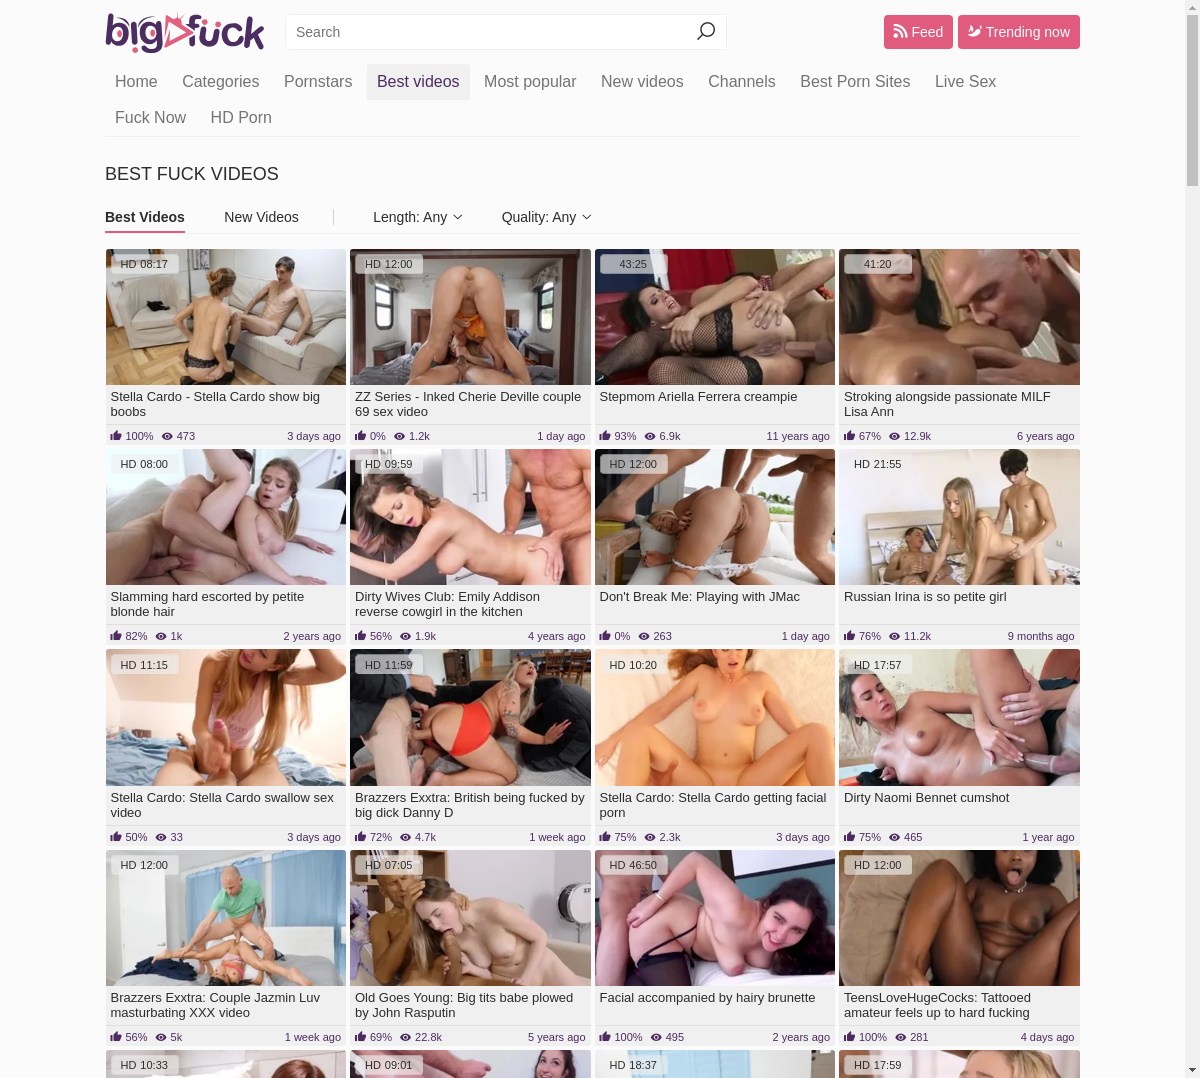 bigfuck
Search
Feed
Trending now
Home Categories Pornstars Best videos Most popular New videos Channels Best Porn Sites Live Sex
Fuck Now HD Porn
BEST FUCK VIDEOS
Best Videos New Videos Length: Any Quality: Any
HD 08:17
HD 12:00
43:25
41:20
Stella Cardo - Stella Cardo show big
boobs
100% 473 3 days ago
ZZ Series - Inked Cherie Deville couple
69 sex video
0% 1.2k 1 day ago
Stepmom Ariella Ferrera creampie
93% 6.9k 11 years ago
Stroking alongside passionate MILF
Lisa Ann
67% 12.9k 6 years ago
HD 08:00
HD 09:59
HD 12:00
HD 21:55
Slamming hard escorted by petite
blonde hair
82% 1k 2 years ago
Dirty Wives Club: Emily Addison
reverse cowgirl in the kitchen
56% 1.9k 4 years ago
Don't Break Me: Playing with JMac
0% 263 1 day ago
Russian Irina is so petite girl
76% 11.2k 9 months ago
HD 11:15
HD 11:59
HD 10:20
HD 17:57
Stella Cardo: Stella Cardo swallow sex
video
50% 33 3 days ago
Brazzers Exxtra: British being fucked by
big dick Danny D
72% 4.7k 1 week ago
Stella Cardo: Stella Cardo getting facial
porn
75% 2.3k 3 days ago
Dirty Naomi Bennet cumshot
75% 465 1 year ago
HD 12:00
HD 07:05
HD 46:50
HD 12:00
Brazzers Exxtra: Couple Jazmin Luv
masturbating XXX video
56% 5k 1 week ago
Old Goes Young: Big tits babe plowed
by John Rasputin
69% 22.8k 5 years ago
Facial accompanied by hairy brunette
100% 495 2 years ago
TeensLoveHugeCocks: Tattooed
amateur feels up to hard fucking
100% 281 4 days ago
HD 10:33
HD 09:01
HD 18:37
HD 17:59